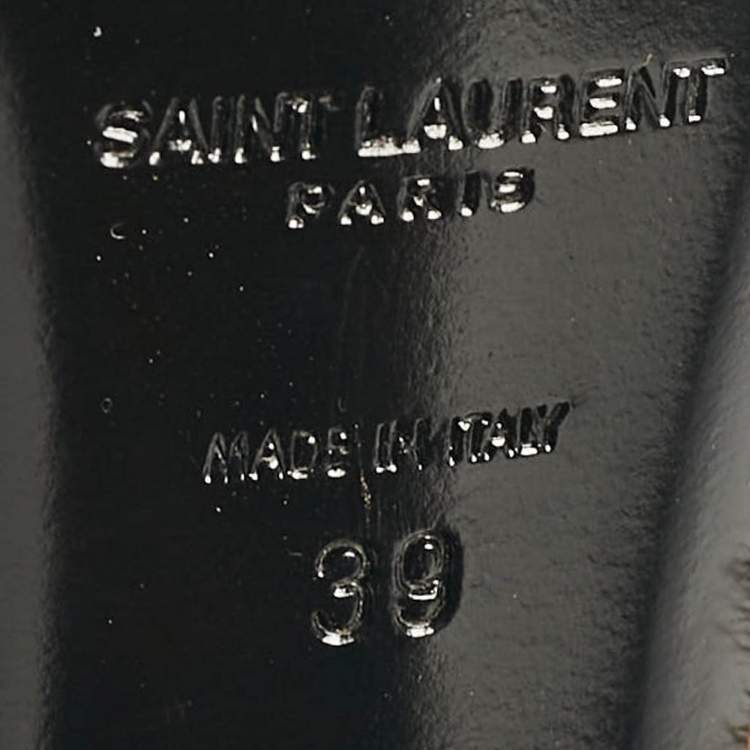 SAINT LAURENT
PARIS
MADE IN ITALY
39